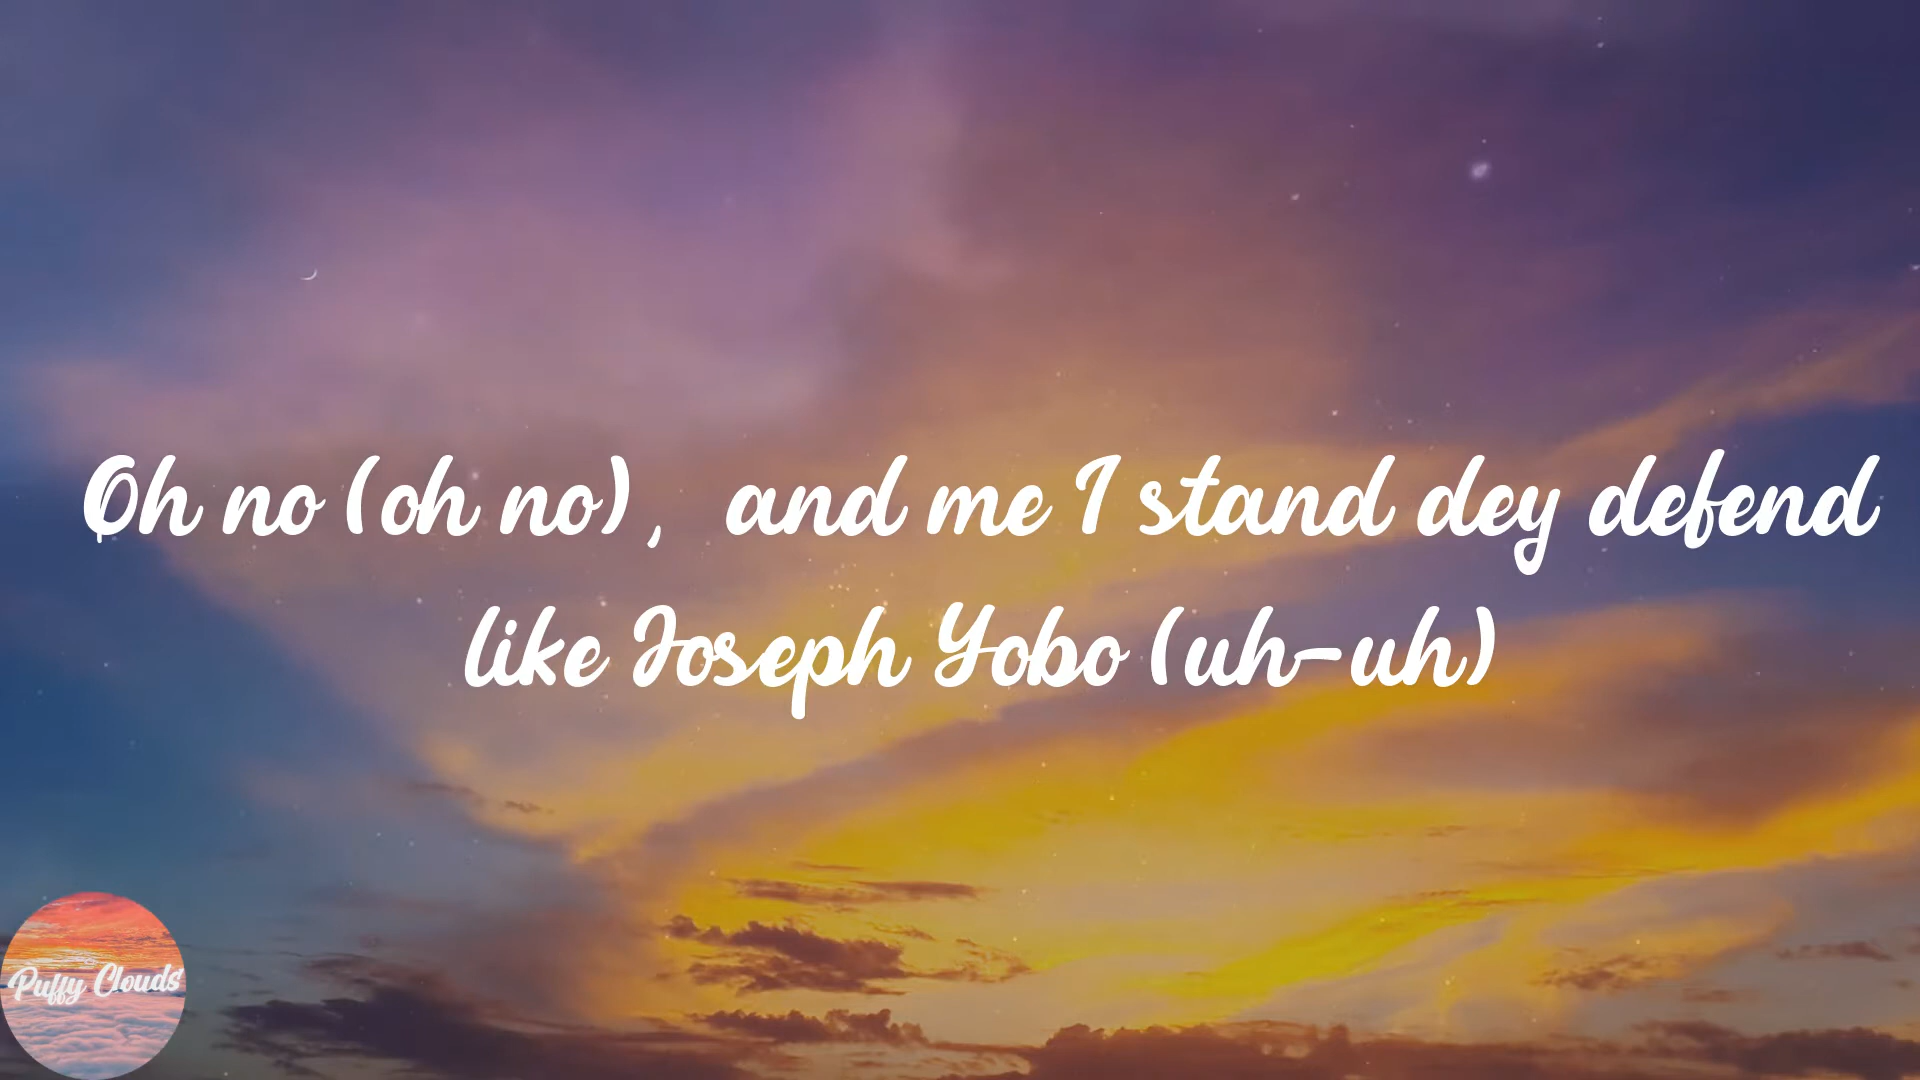 Oh no (oh no), and me I stand dey defend
like Joseph Yobo (uh-uh)
Puffy Clouds